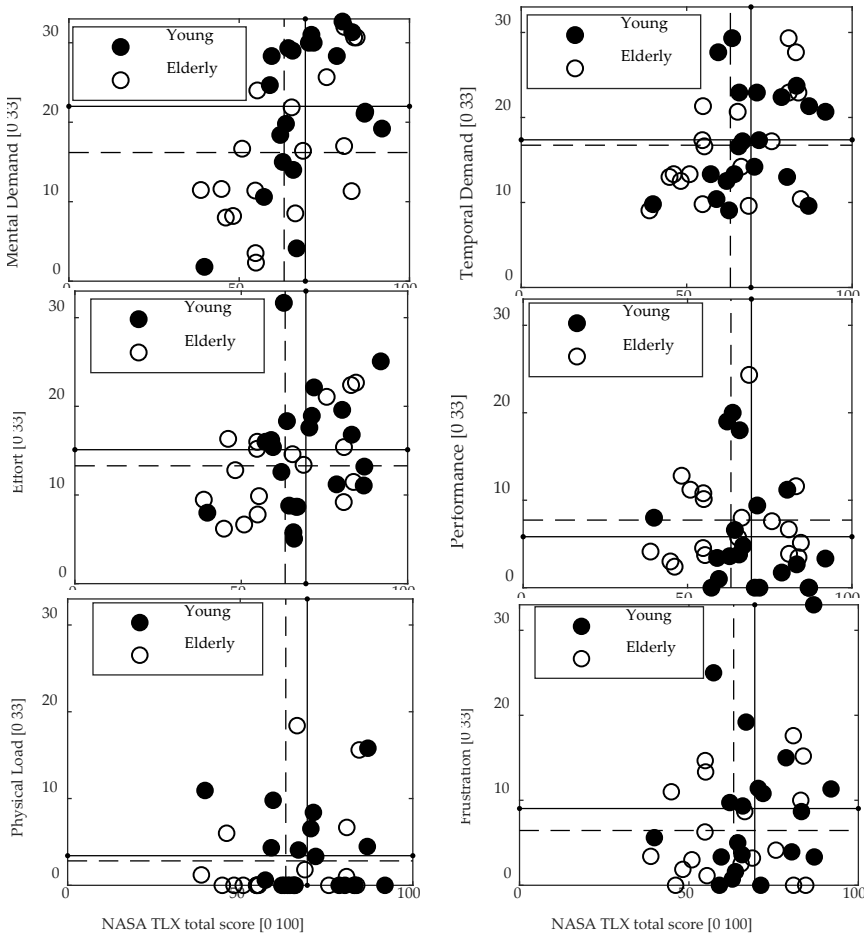 Mental Demand [0 33]
30
20
10
0
Young
Elderly
50
100
Temporal Demand [0 33]
30
20
10
0
Young
Elderly
50
100
Effort [0 33]
30
20
10
0
Young
Elderly
50
100
Performance [0 33]
30
20
10
0
Young
Elderly
50
100
Physical Load [0 33]
30
20
10
0
Young
Elderly
0
50
100
NASA TLX total score [0 100]
Frustration [0 33]
30
20
10
0
Young
Elderly
0
50
100
NASA TLX total score [0 100]